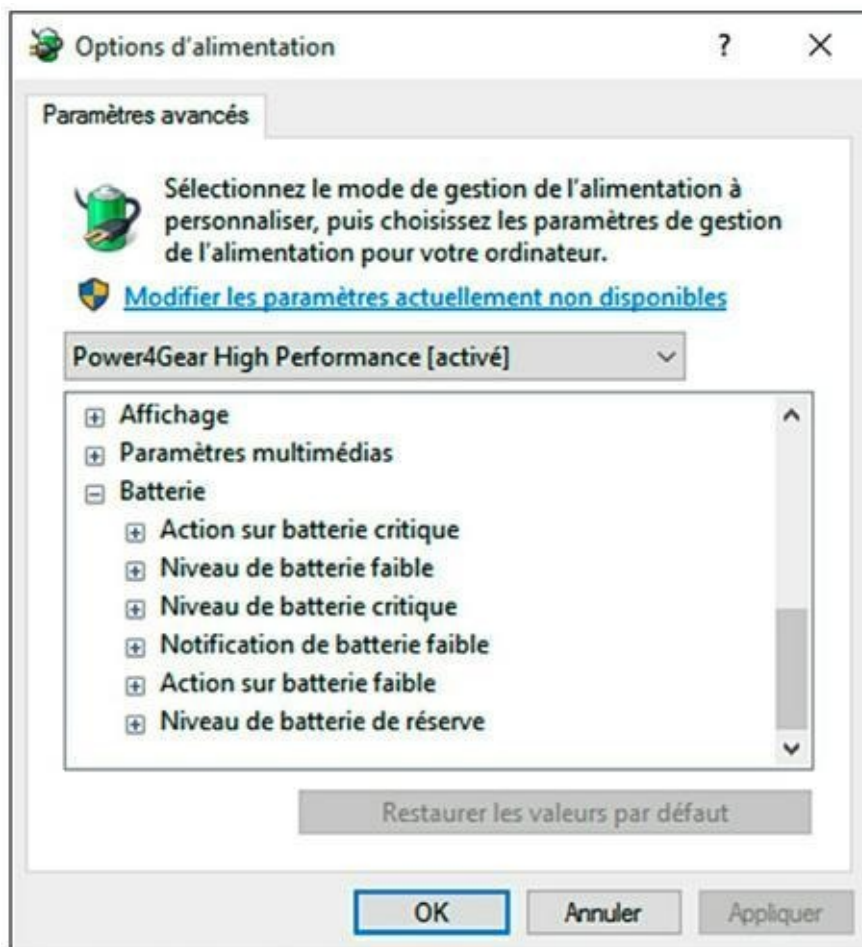 Options d'alimentation
?
Paramètres avancés
Sélectionnez le mode de gestion de l'alimentation à
personnaliser, puis choisissez les paramètres de gestion
de l'alimentation pour votre ordinateur.
Modifier les paramètres actuellement non disponibles
Power4Gear High Performance [activé]
Affichage
Paramètres multimédias
Batterie
Action sur batterie critique
Niveau de batterie faible
Niveau de batterie critique
Notification de batterie faible
Action sur batterie faible
Niveau de batterie de réserve
Restaurer les valeurs par défaut
OK Annuler Appliquer